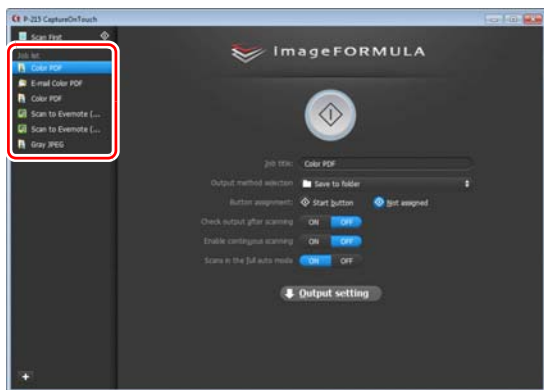 P-215 CaptureOnTouch
Scan First
Job list
Color PDF
E-mail Color PDF
Color PDF
Scan to Evernote (...
Scan to Evernote (...
Gray JPEG
imageFORMULA
Job title: Color PDF
Output method selection Save to folder
Button assignment: Start button Not assigned
Check output after scanning ON OFF
Enable continuous scanning ON OFF
Scans in the full auto mode ON OFF
Output setting